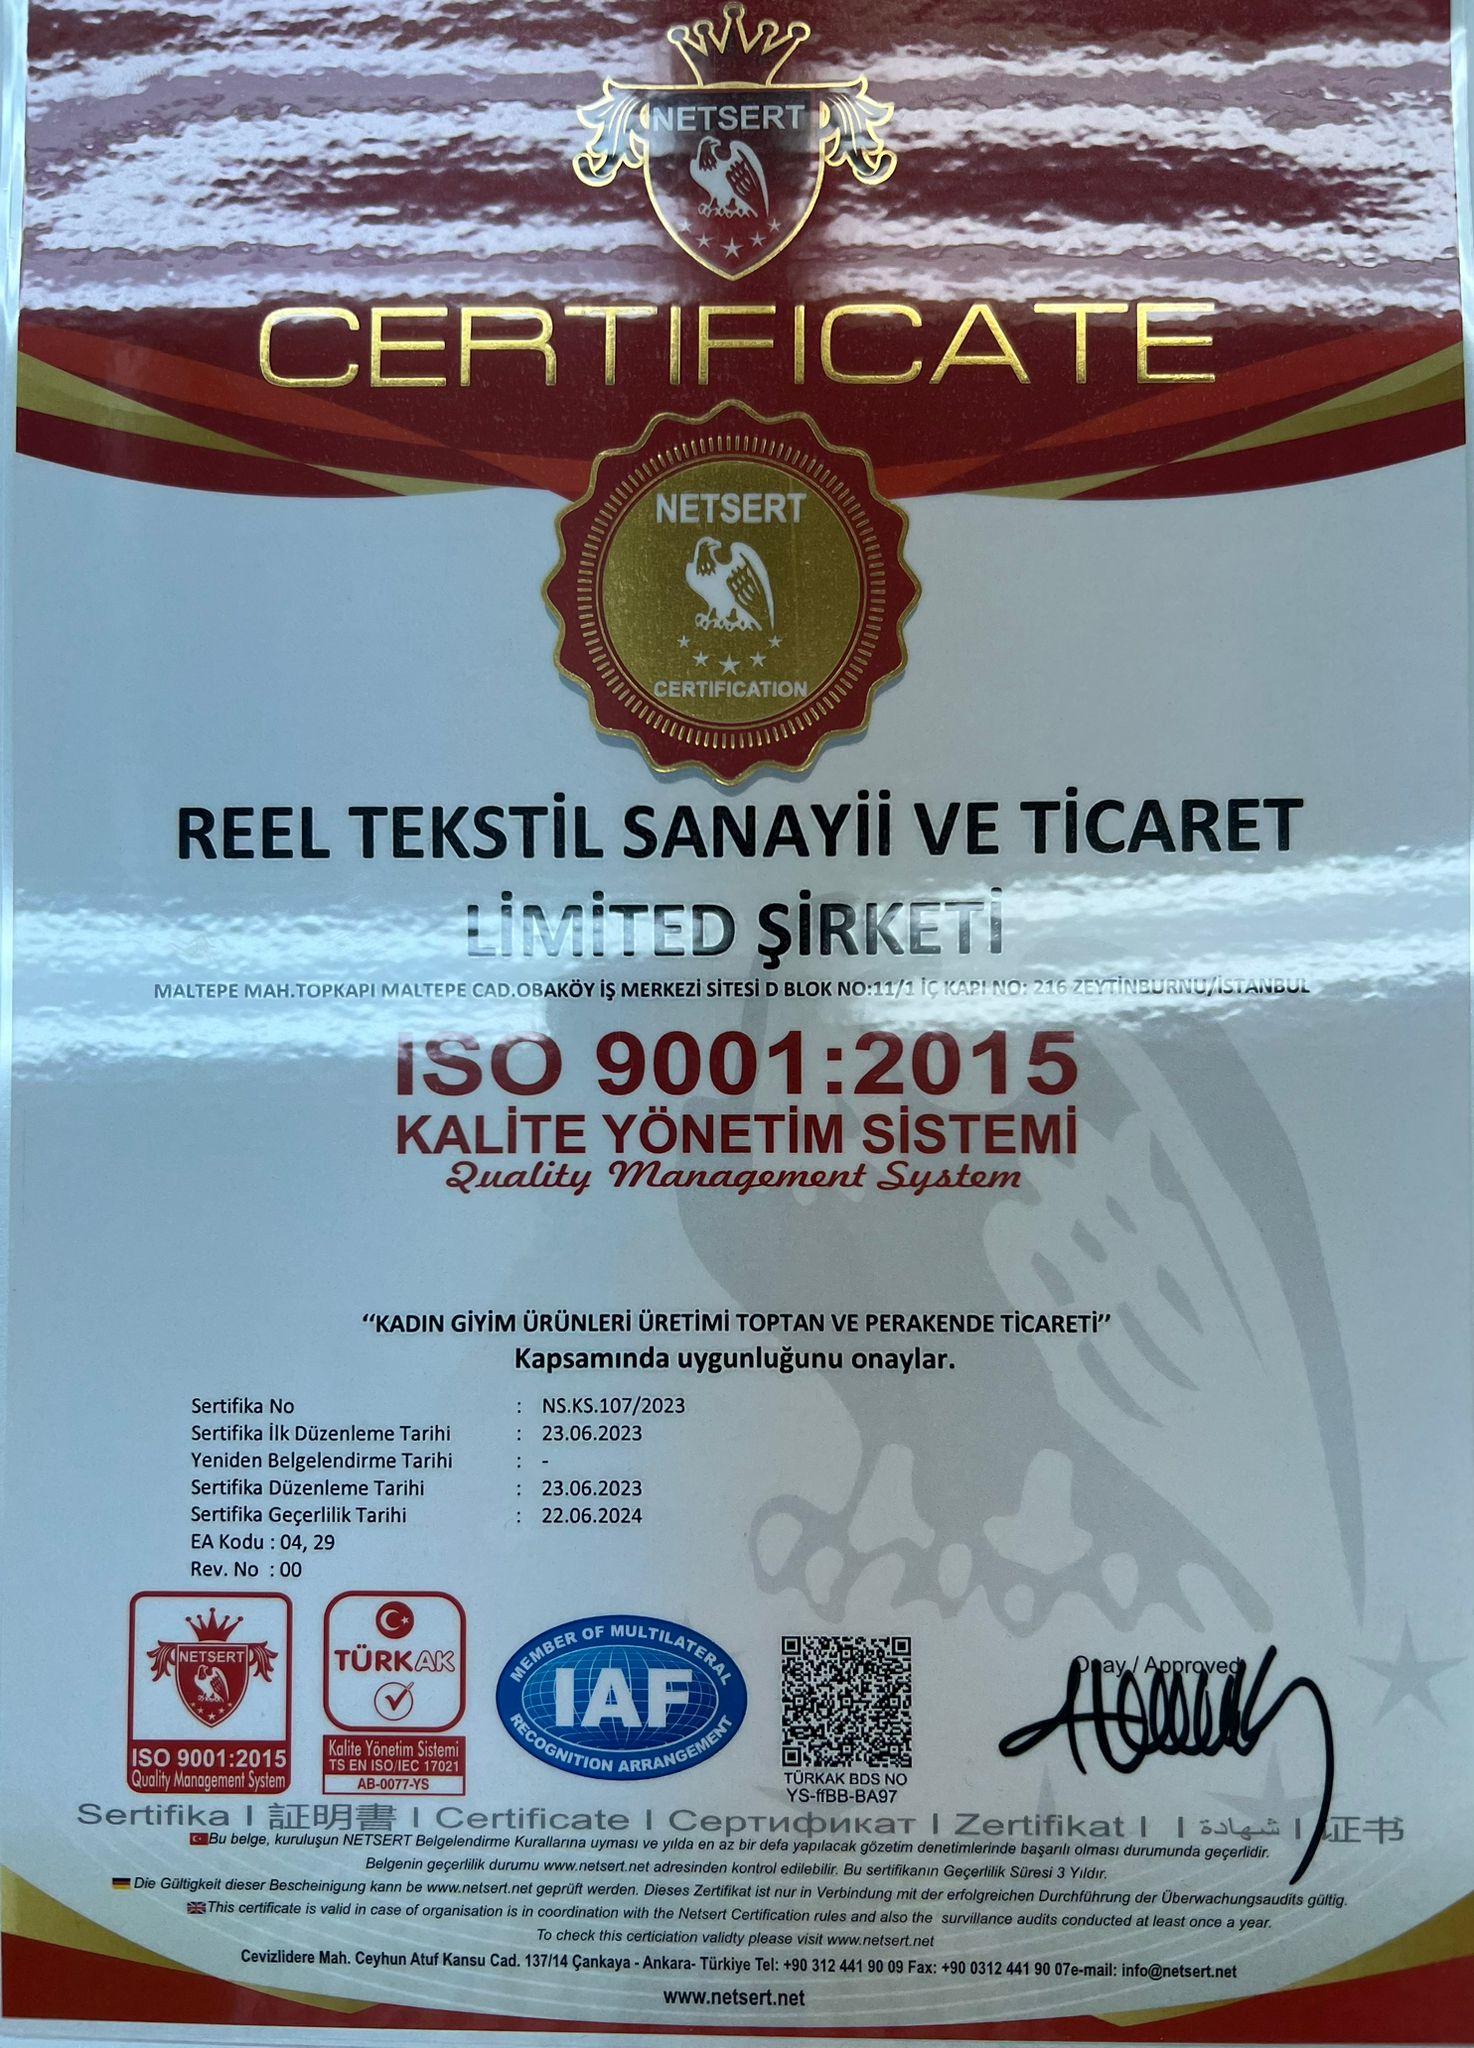 NETSERT
CERTIFICATE
NETSERT
CERTIFICATION
REEL TEKSTİL SANAYİİ VE TİCARET
LİMİTED ŞİRKETİ
MALTEPE MAH.TOPKAPI MALTEPE CAD.OBAKÖY İŞ MERKEZİ SİTESİ D BLOK NO:11/1 İÇ KAPI NO: 216 ZEYTİNBURNU/İSTANBUL
ISO 9001:2015
KALİTE YÖNETİM SİSTEMİ
Quality Management System
‘‘KADIN GİYİM ÜRÜNLERİ ÜRETİMİ TOPTAN VE PERAKENDE TİCARETİ’’
Kapsamında uygunluğunu onaylar.
Sertifika No : NS.KS.107/2023
Sertifika İlk Düzenleme Tarihi : 23.06.2023
Yeniden Belgelendirme Tarihi : -
Sertifika Düzenleme Tarihi : 23.06.2023
Sertifika Geçerlilik Tarihi : 22.06.2024
EA Kodu : 04, 29
Rev. No : 00
NETSERT
ISO 9001:2015
Quality Management System
TÜRKAK
Kalite Yönetim Sistemi
TS EN ISO/IEC 17021
AB-0077-YS
MEMBER OF MULTILATERAL
IAF
RECOGNITION ARRANGEMENT
TÜRKAK BDS NO
YS-ffBB-BA97
Onay / Approved
Sertifika I 証明書 I Certificate I Сертификат I Zertifikat I I شهادة I 证书
Bu belge, kuruluşun NETSERT Belgelendirme Kurallarına uyması ve yılda en az bir defa yapılacak gözetim denetimlerinde başarılı olması durumunda geçerlidir.
Belgenin geçerlilik durumu www.netsert.net adresinden kontrol edilebilir. Bu sertifikanın Geçerlilik Süresi 3 Yıldır.
Die Gültigkeit dieser Bescheinigung kann be www.netsert.net geprüft werden. Dieses Zertifikat ist nur in Verbindung mit der erfolgreichen Durchführung der Überwachungsaudits gültig.
This certificate is valid in case of organisation is in coordination with the Netsert Certification rules and also the survillance audits conducted at least once a year.
To check this certiciation validty please visit www.netsert.net
Cevizlidere Mah. Ceyhun Atuf Kansu Cad. 137/14 Çankaya - Ankara- Türkiye Tel: +90 312 441 90 09 Fax: +90 0312 441 90 07e-mail: info@netsert.net
www.netsert.net